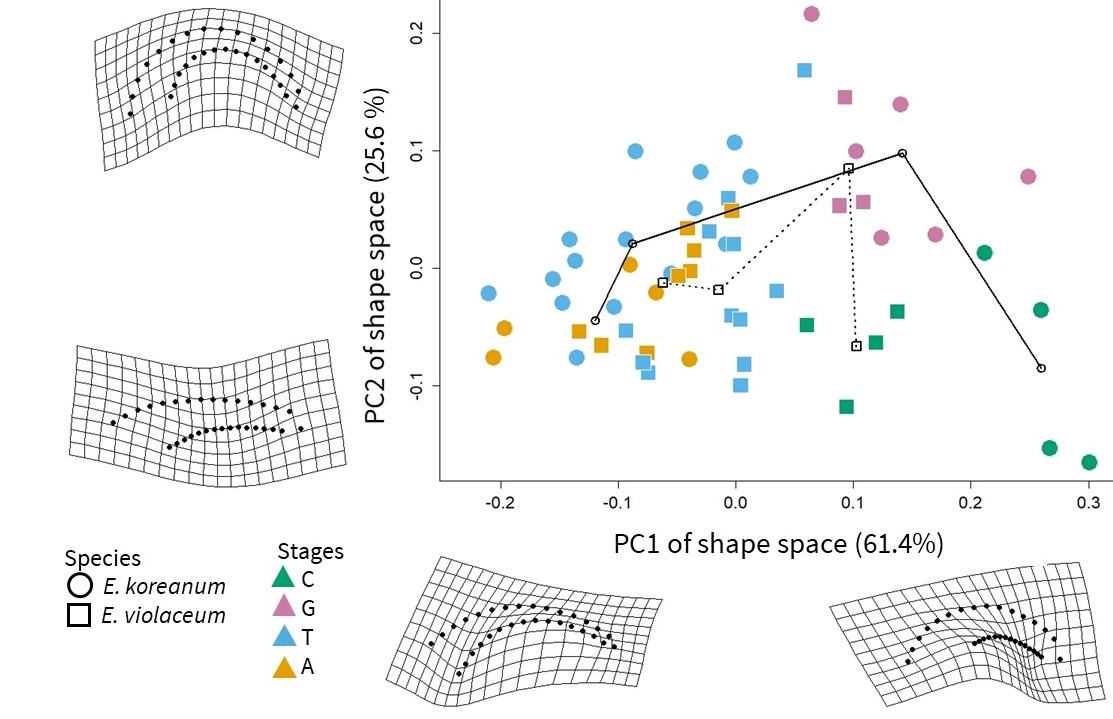 0.2
0.1
0.0
-0.1
PC2 of shape space (25.6 %)
-0.2 -0.1 0.0 0.1 0.2 0.3
PC1 of shape space (61.4%)
Species
E. koreanum
E. violaceum
Stages
C
G
T
A